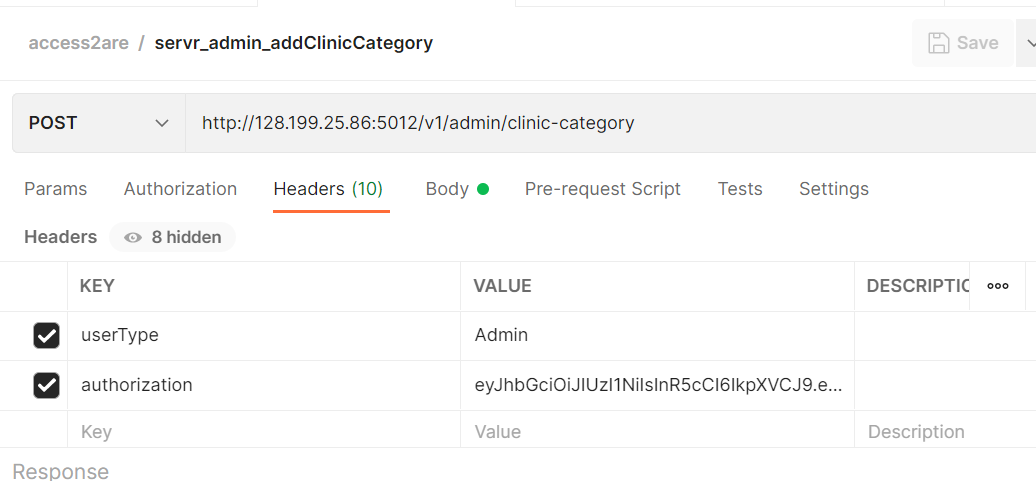 access2are / servr_admin_addClinicCategory
Save
POST
http://128.199.25.86:5012/v1/admin/clinic-category
Params Authorization Headers (10) Body Pre-request Script Tests Settings
Headers 8 hidden
KEY VALUE DESCRIPTIO
userType Admin
authorization eyJhbGciOiJIUzI1NiIsInR5cCI6IkpXVCJ9.e...
Key Value Description
Response